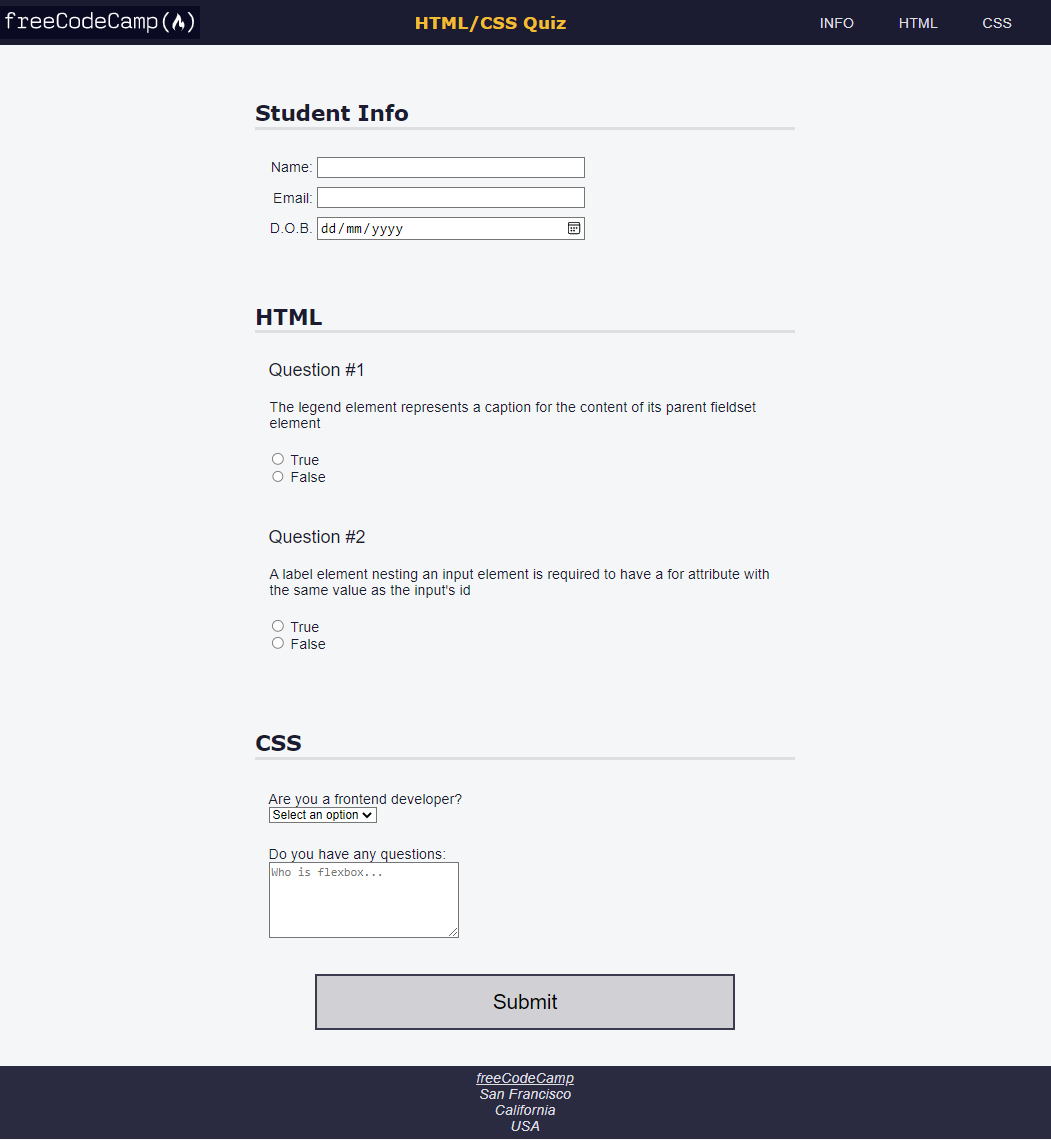 freeCodeCamp(🔥) HTML/CSS Quiz INFO HTML CSS
Student Info
Name:
Email:
D.O.B. dd/mm/yyyy
HTML
Question #1
The legend element represents a caption for the content of its parent fieldset
element
True
False
Question #2
A label element nesting an input element is required to have a for attribute with
the same value as the input's id
True
False
CSS
Are you a frontend developer?
Select an option
Do you have any questions:
Who is flexbox...
Submit
freeCodeCamp
San Francisco
California
USA